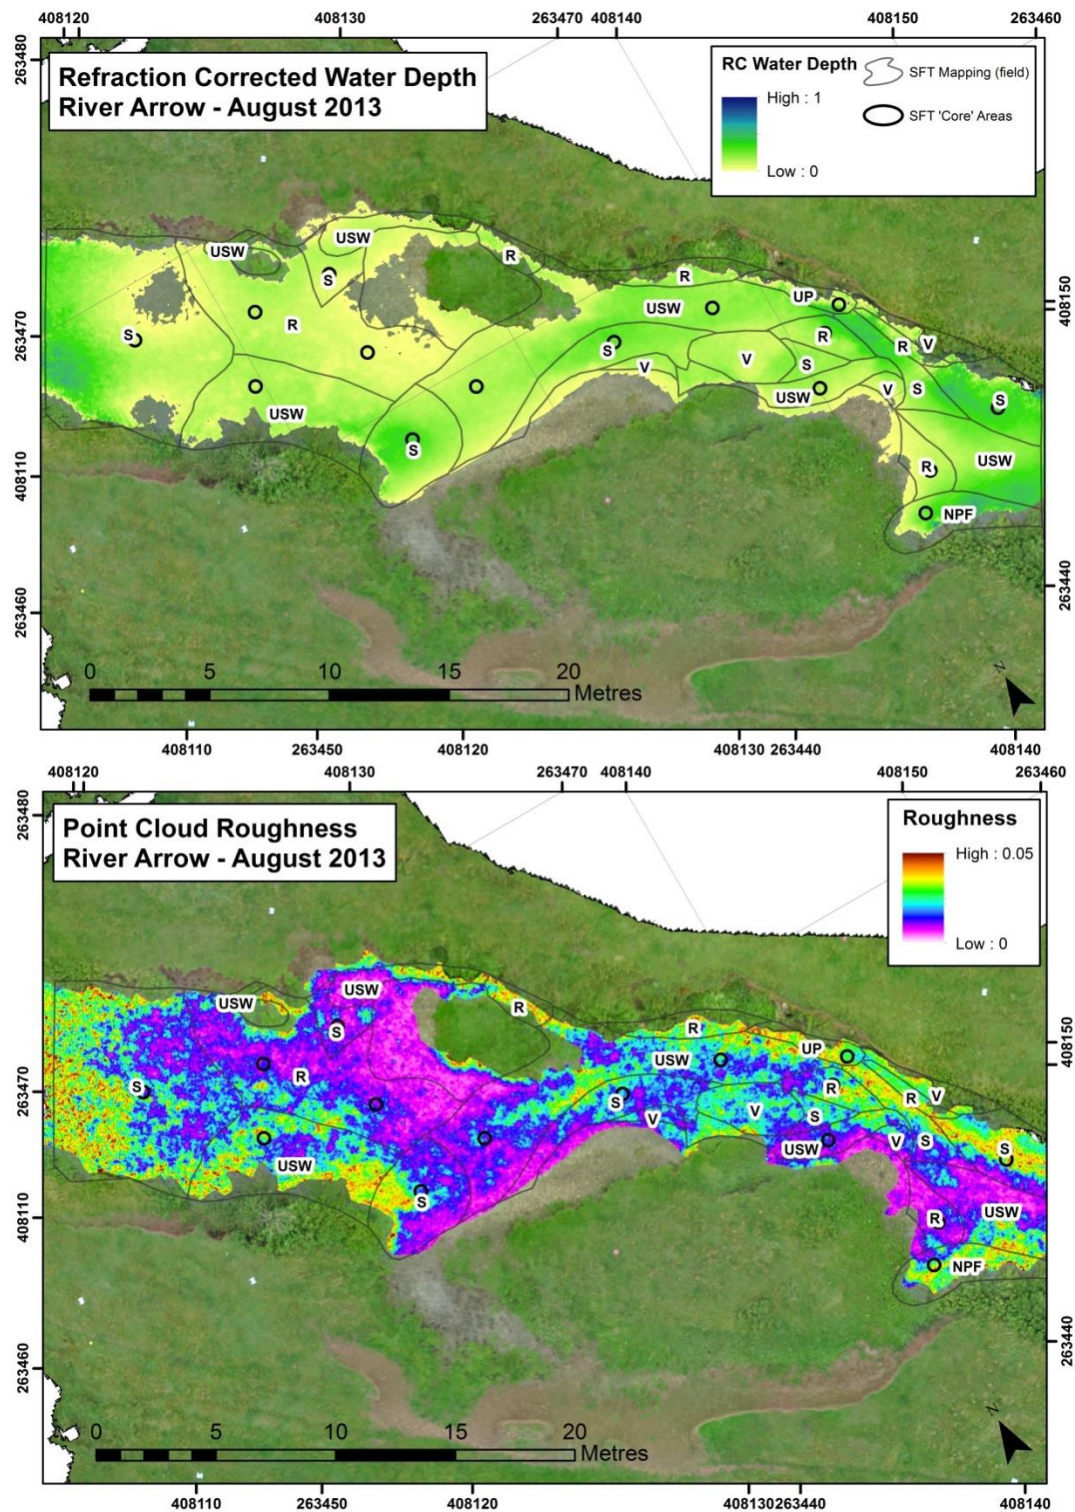 408120 408130 263470 408140 408150 263460
263480
Refraction Corrected Water Depth
River Arrow - August 2013
RC Water Depth
SFT Mapping (field)
High : 1
SFT 'Core' Areas
Low : 0
USW
USW
R
S
R
UP
408150
USW
R
S
R
R
V
263470
S
V
S
V
USW
V
S
S
USW
S
R
USW
408110
NPF
263440
263460
0 5 10 15 20
Metres
N
408110 263450 408120 408130 263440 408140
408120 408130 263470 408140 408150 263460
263480
Point Cloud Roughness
River Arrow - August 2013
Roughness
High : 0.05
Low : 0
USW
USW
R
S
R
UP
408150
USW
R
S
R
R
V
263470
S
V
S
V
USW
V
S
S
USW
S
R
USW
408110
NPF
263440
263460
0 5 10 15 20
Metres
N
408110 263450 408120 408130 263440 408140